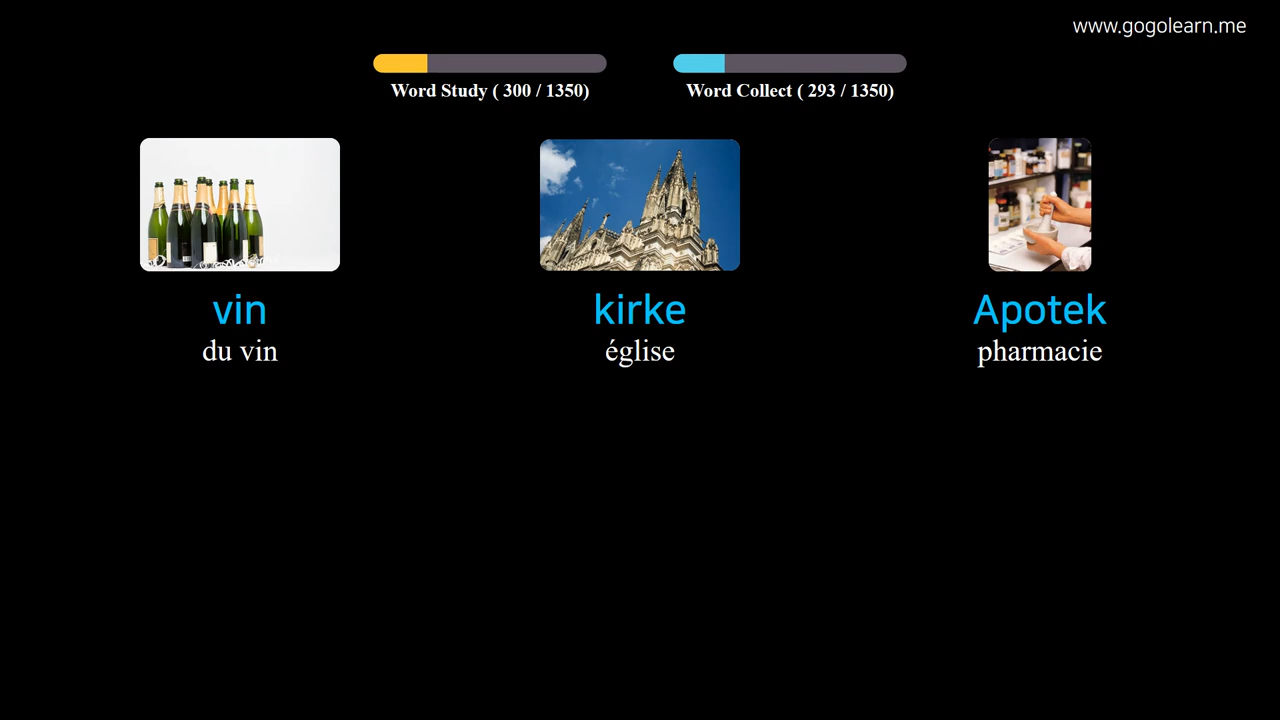 www.gogolearn.me
Word Study ( 300 / 1350)
Word Collect ( 293 / 1350)
vin
kirke
Apotek
du vin
église
pharmacie